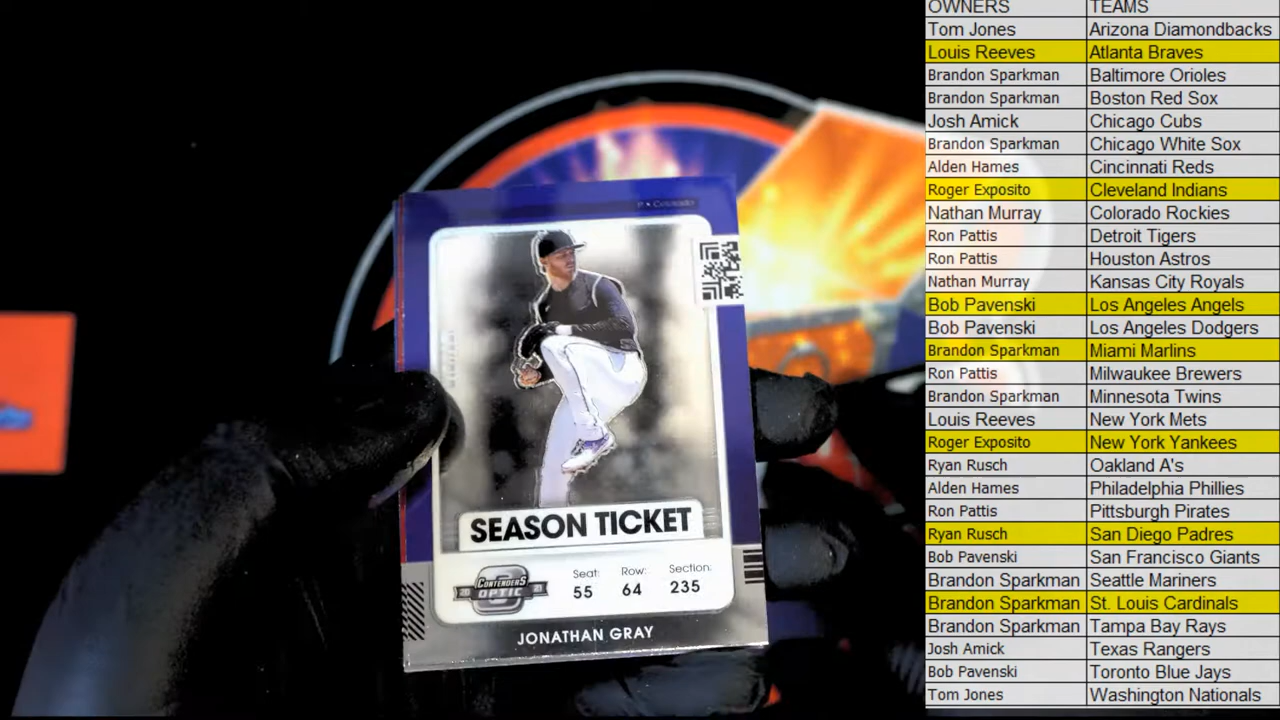 OWNERS TEAMS
Tom Jones Arizona Diamondbacks
Louis Reeves Atlanta Braves
Brandon Sparkman Baltimore Orioles
Brandon Sparkman Boston Red Sox
Josh Amick Chicago Cubs
Brandon Sparkman Chicago White Sox
Alden Hames Cincinnati Reds
Roger Exposito Cleveland Indians
Nathan Murray Colorado Rockies
Ron Pattis Detroit Tigers
Ron Pattis Houston Astros
Nathan Murray Kansas City Royals
Bob Pavenski Los Angeles Angels
Bob Pavenski Los Angeles Dodgers
Brandon Sparkman Miami Marlins
Ron Pattis Milwaukee Brewers
Brandon Sparkman Minnesota Twins
Louis Reeves New York Mets
Roger Exposito New York Yankees
Ryan Rusch Oakland A's
Alden Hames Philadelphia Phillies
Ron Pattis Pittsburgh Pirates
Ryan Rusch San Diego Padres
Bob Pavenski San Francisco Giants
Brandon Sparkman Seattle Mariners
Brandon Sparkman St. Louis Cardinals
Brandon Sparkman Tampa Bay Rays
Josh Amick Texas Rangers
Bob Pavenski Toronto Blue Jays
Tom Jones Washington Nationals
P • Colorado
SEASON TICKET
CONTENDERS
OPTIC
Seat: Row: Section:
55 64 235
JONATHAN GRAY